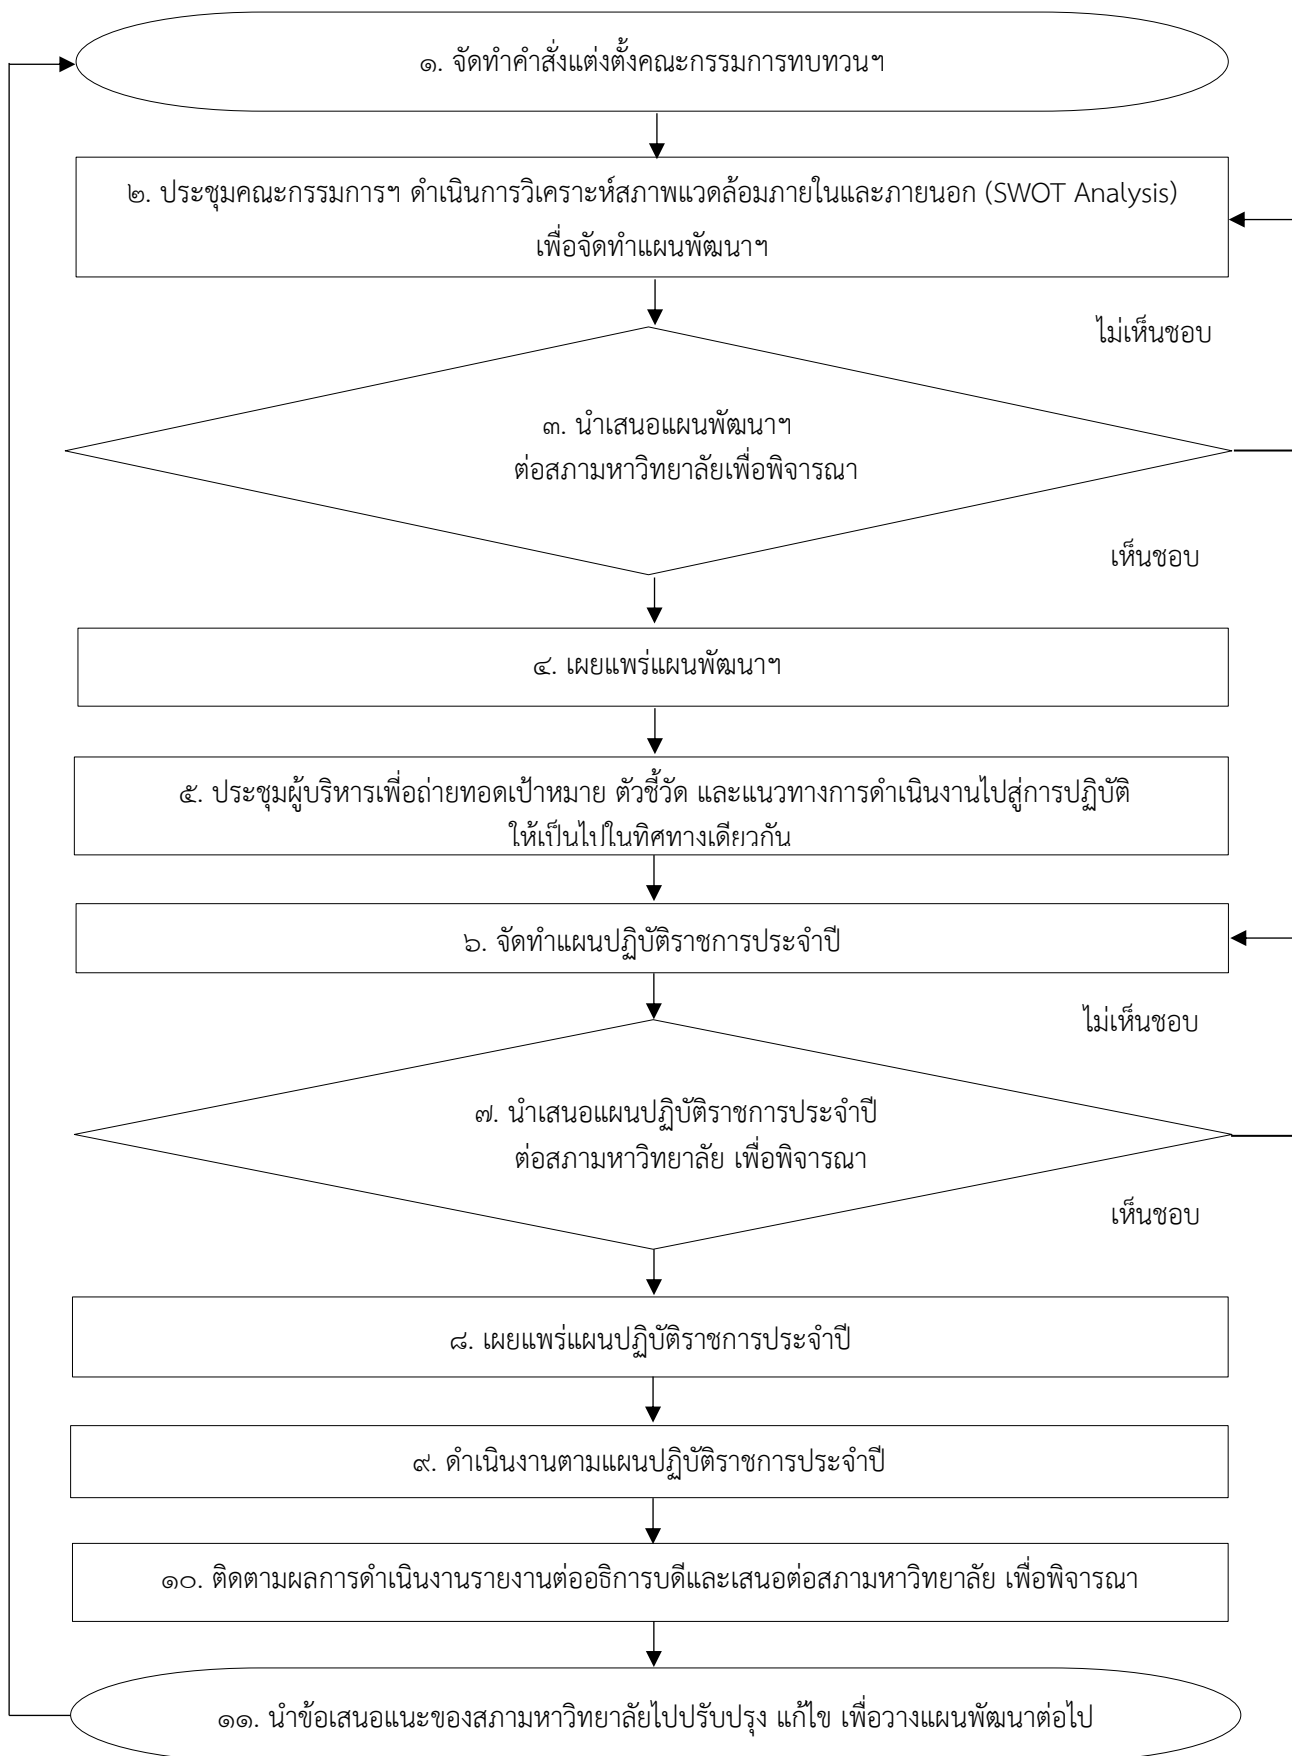 ๑. จัดทำคำสั่งแต่งตั้งคณะกรรมการทบทวนฯ
๒. ประชุมคณะกรรมการฯ ดำเนินการวิเคราะห์สภาพแวดล้อมภายในและภายนอก (SWOT Analysis)
เพื่อจัดทำแผนพัฒนาฯ
ไม่เห็นชอบ
๓. นำเสนอแผนพัฒนาฯ
ต่อสภามหาวิทยาลัยเพื่อพิจารณา
เห็นชอบ
๔. เผยแพร่แผนพัฒนาฯ
๕. ประชุมผู้บริหารเพื่อถ่ายทอดเป้าหมาย ตัวชี้วัด และแนวทางการดำเนินงานไปสู่การปฏิบัติ
ให้เป็นไปในทิศทางเดียวกัน
๖. จัดทำแผนปฏิบัติราชการประจำปี
ไม่เห็นชอบ
๗. นำเสนอแผนปฏิบัติราชการประจำปี
ต่อสภามหาวิทยาลัย เพื่อพิจารณา
เห็นชอบ
๘. เผยแพร่แผนปฏิบัติราชการประจำปี
๙. ดำเนินงานตามแผนปฏิบัติราชการประจำปี
๑๐. ติดตามผลการดำเนินงานรายงานต่ออธิการบดีและเสนอต่อสภามหาวิทยาลัย เพื่อพิจารณา
๑๑. นำข้อเสนอแนะของสภามหาวิทยาลัยไปปรับปรุง แก้ไข เพื่อวางแผนพัฒนาต่อไป